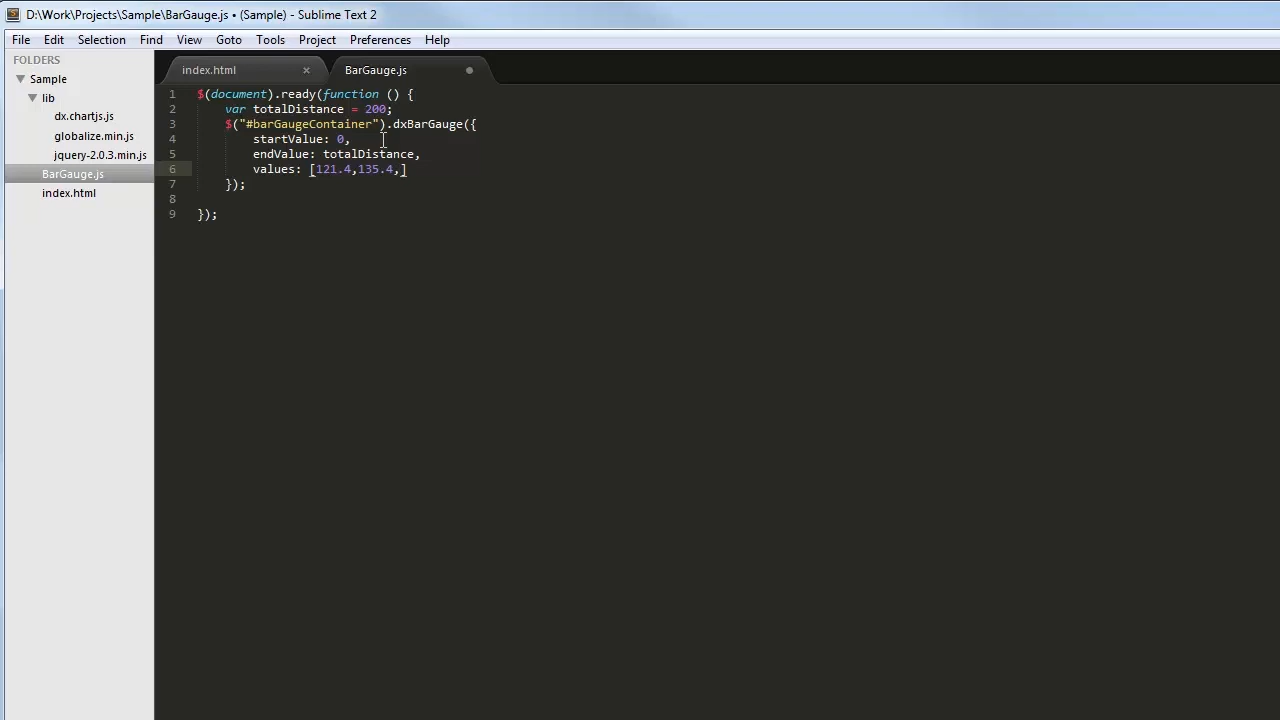 D:\Work\Projects\Sample\BarGauge.js • (Sample) - Sublime Text 2
File Edit Selection Find View Goto Tools Project Preferences Help
FOLDERS
Sample
lib
dx.chartjs.js
globalize.min.js
jquery-2.0.3.min.js
BarGauge.js
index.html
index.html × BarGauge.js
1 $(document).ready(function () {
2 var totalDistance = 200;
3 $("#barGaugeContainer").dxBarGauge({
4 startValue: 0,
5 endValue: totalDistance,
6 values: [121.4,135.4,]
7 });
8
9 });